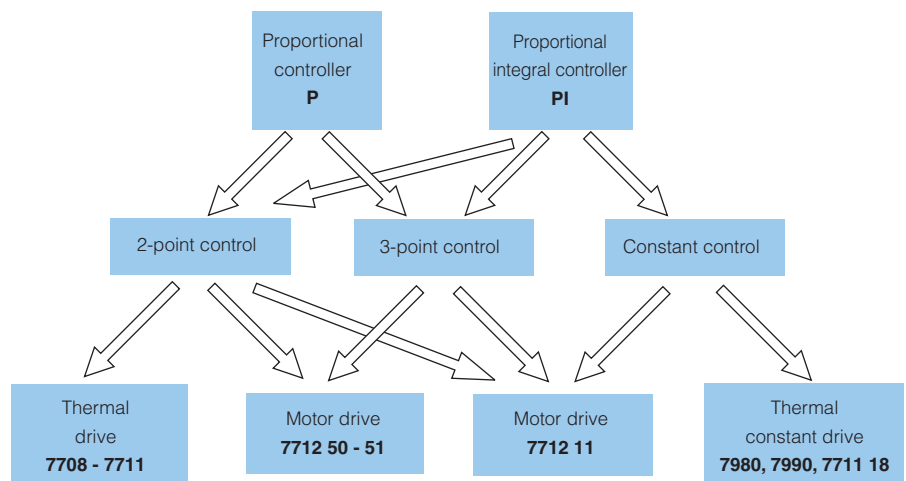 Proportional
controller
P
Proportional
integral controller
PI
2-point control
3-point control
Constant control
Thermal
drive
7708 - 7711
Motor drive
7712 50 - 51
Motor drive
7712 11
Thermal
constant drive
7980, 7990, 7711 18